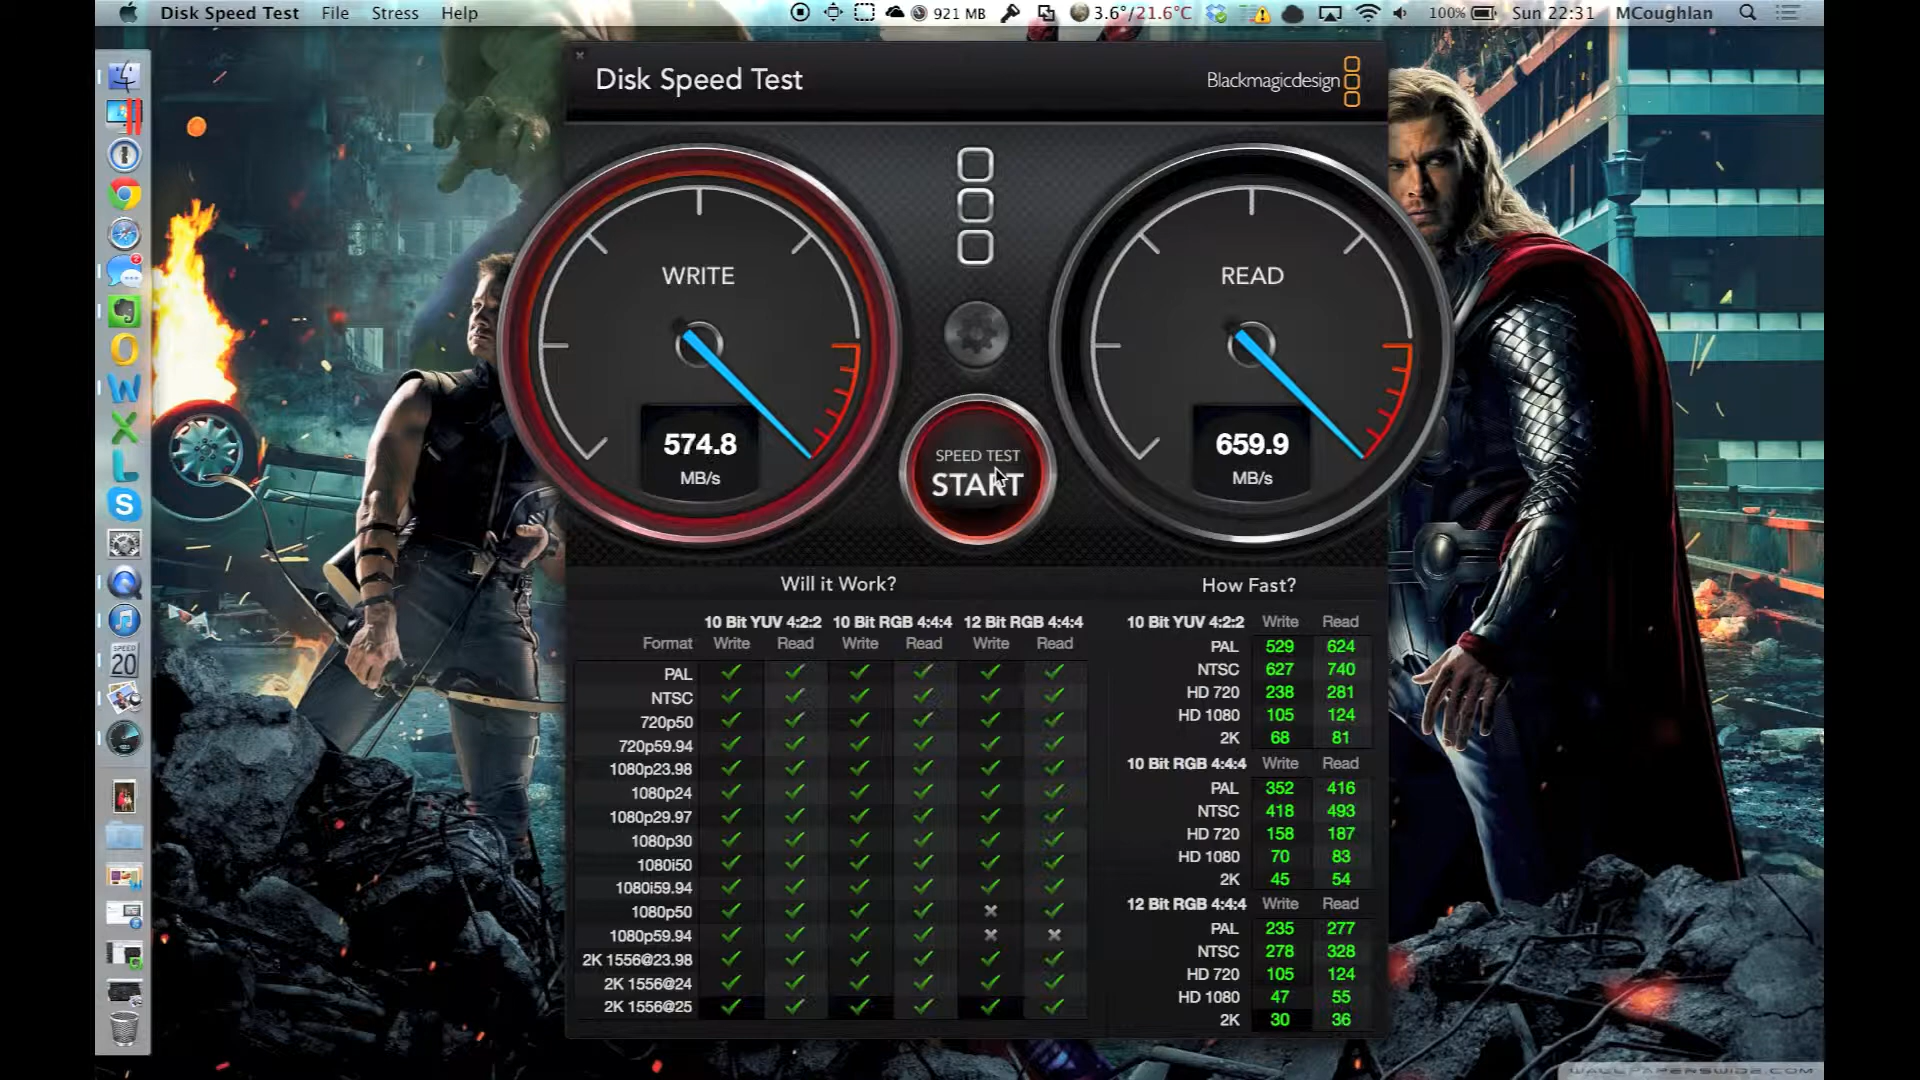 Disk Speed Test File Stress Help 921 MB 3.6°/21.6°C 100% Sun 22:31 MCoughlan
Disk Speed Test
Blackmagicdesign
WRITE
574.8
MB/s
SPEED TEST
START
READ
659.9
MB/s
Will it Work?
10 Bit YUV 4:2:2 10 Bit RGB 4:4:4 12 Bit RGB 4:4:4
Format Write Read Write Read Write Read
PAL
NTSC
720p50
720p59.94
1080p23.98
1080p24
1080p29.97
1080p30
1080i50
1080i59.94
1080p50
1080p59.94
2K 1556@23.98
2K 1556@24
2K 1556@25
How Fast?
10 Bit YUV 4:2:2 Write Read
PAL 529 624
NTSC 627 740
HD 720 238 281
HD 1080 105 124
2K 68 81
10 Bit RGB 4:4:4 Write Read
PAL 352 416
NTSC 418 493
HD 720 158 187
HD 1080 70 83
2K 45 54
12 Bit RGB 4:4:4 Write Read
PAL 235 277
NTSC 278 328
HD 720 105 124
HD 1080 47 55
2K 30 36
2
O
W
X
L
S
SPEED
20
WALLPAPERSWIDE.COM